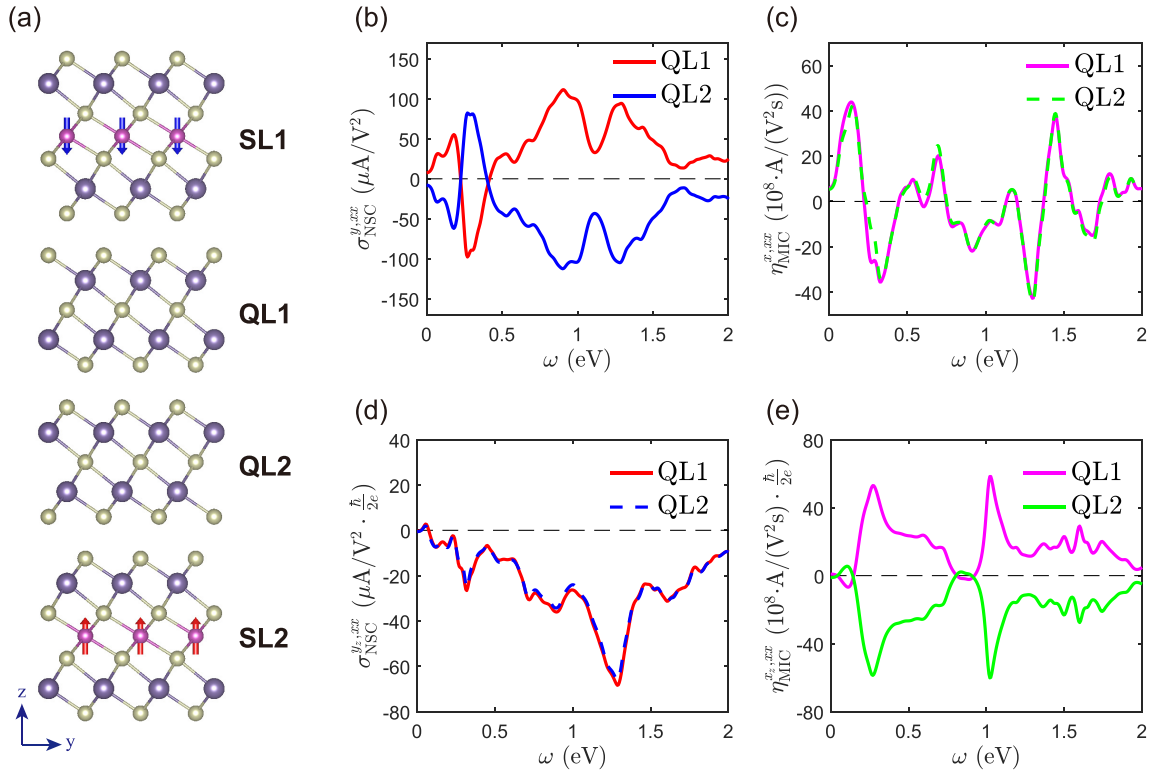 (a)
SL1
QL1
QL2
SL2
z
y
(b)
σ^{y,xx}_{NSC} (μA/V²)
150
100
50
0
-50
-100
-150
QL1
QL2
0 0.5 1 1.5 2
ω (eV)
(c)
η^{x,xx}_{MIC} (10⁸·A/(V²s))
60
40
20
0
-20
-40
QL1
QL2
0 0.5 1 1.5 2
ω (eV)
(d)
σ^{y_z,xx}_{NSC} (μA/V² · ħ/2e)
40
20
0
-20
-40
-60
-80
QL1
QL2
0 0.5 1 1.5 2
ω (eV)
(e)
η^{x_z,xx}_{MIC} (10⁸·A/(V²s) · ħ/2e)
80
40
0
-40
-80
QL1
QL2
0 0.5 1 1.5 2
ω (eV)